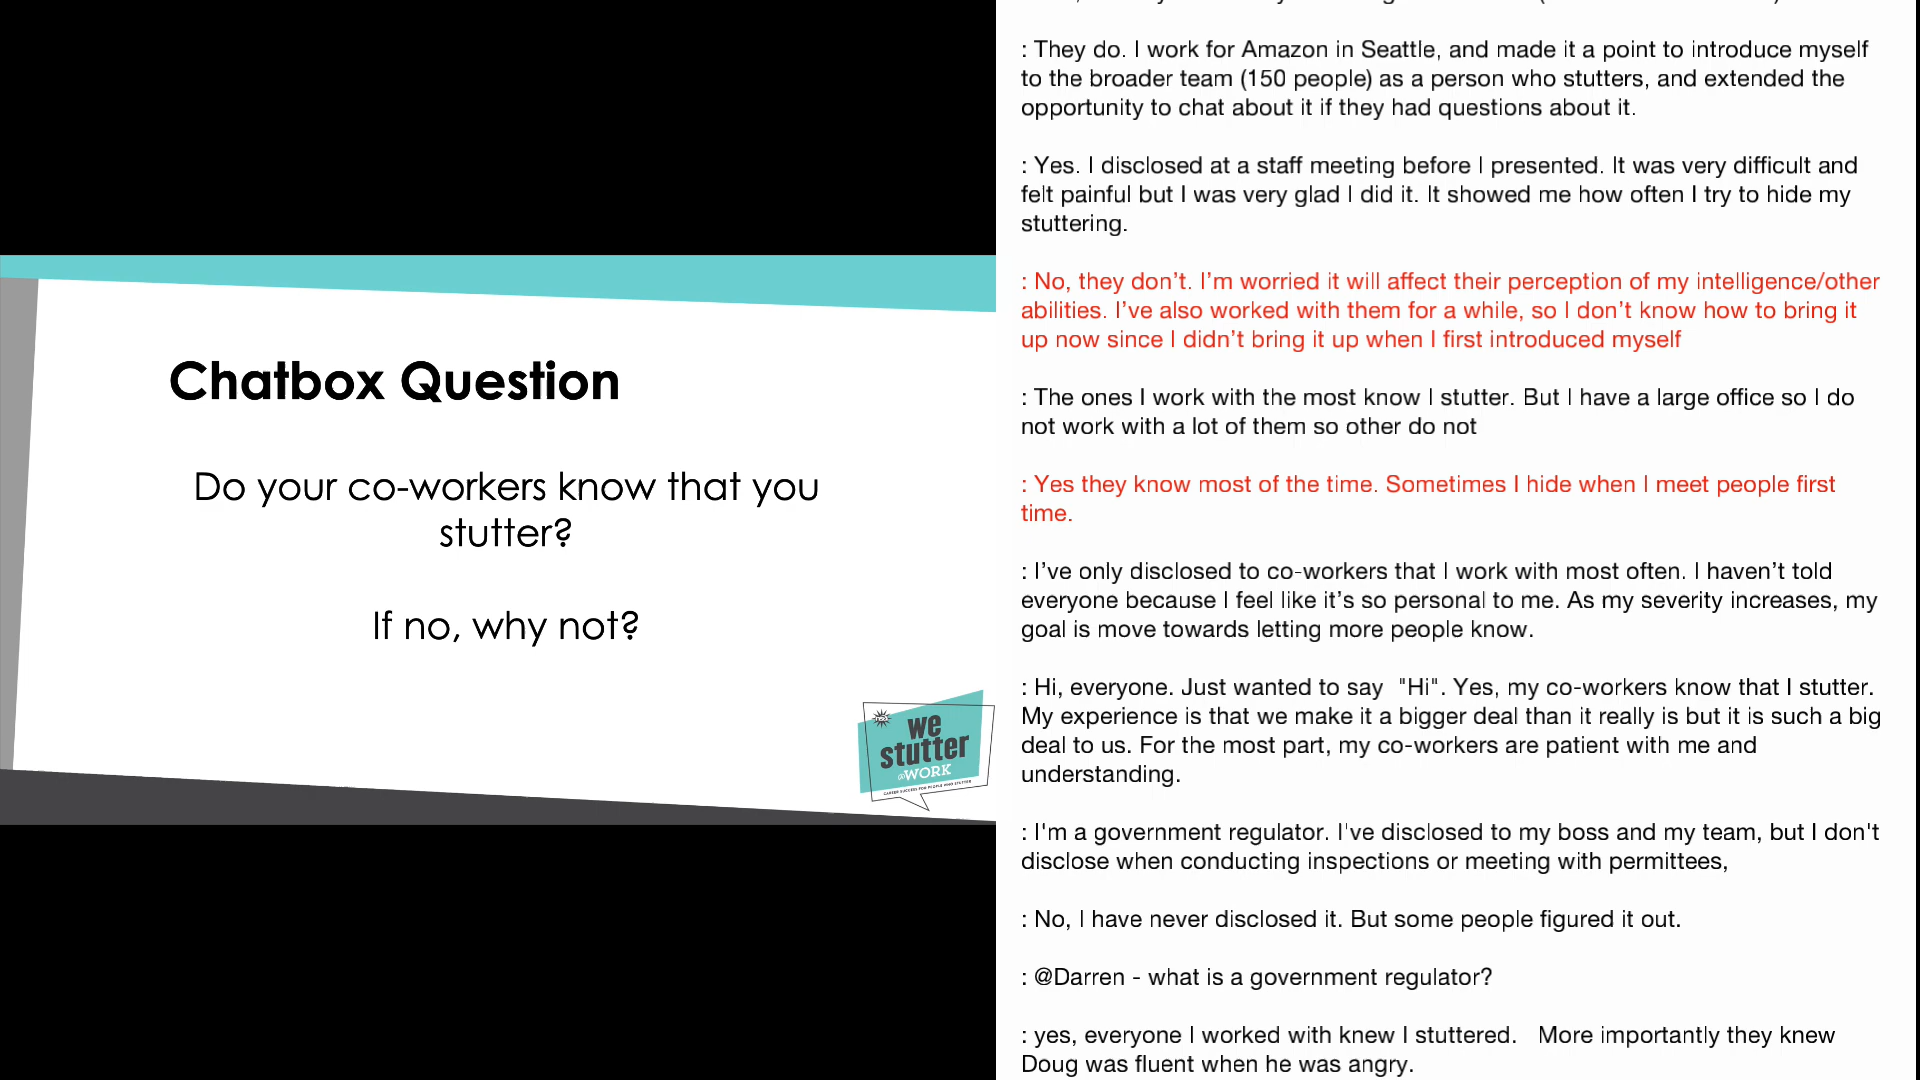 Chatbox Question
Do your co-workers know that you
stutter?
If no, why not?
we
stutter
@WORK
CAREER SUCCESS FOR PEOPLE WHO STUTTER
: They do. I work for Amazon in Seattle, and made it a point to introduce myself
to the broader team (150 people) as a person who stutters, and extended the
opportunity to chat about it if they had questions about it.
: Yes. I disclosed at a staff meeting before I presented. It was very difficult and
felt painful but I was very glad I did it. It showed me how often I try to hide my
stuttering.
: No, they don’t. I’m worried it will affect their perception of my intelligence/other
abilities. I’ve also worked with them for a while, so I don’t know how to bring it
up now since I didn’t bring it up when I first introduced myself
: The ones I work with the most know I stutter. But I have a large office so I do
not work with a lot of them so other do not
: Yes they know most of the time. Sometimes I hide when I meet people first
time.
: I’ve only disclosed to co-workers that I work with most often. I haven’t told
everyone because I feel like it’s so personal to me. As my severity increases, my
goal is move towards letting more people know.
: Hi, everyone. Just wanted to say  "Hi". Yes, my co-workers know that I stutter.
My experience is that we make it a bigger deal than it really is but it is such a big
deal to us. For the most part, my co-workers are patient with me and
understanding.
: I'm a government regulator. I've disclosed to my boss and my team, but I don't
disclose when conducting inspections or meeting with permittees,
: No, I have never disclosed it. But some people figured it out.
: @Darren - what is a government regulator?
: yes, everyone I worked with knew I stuttered.   More importantly they knew
Doug was fluent when he was angry.